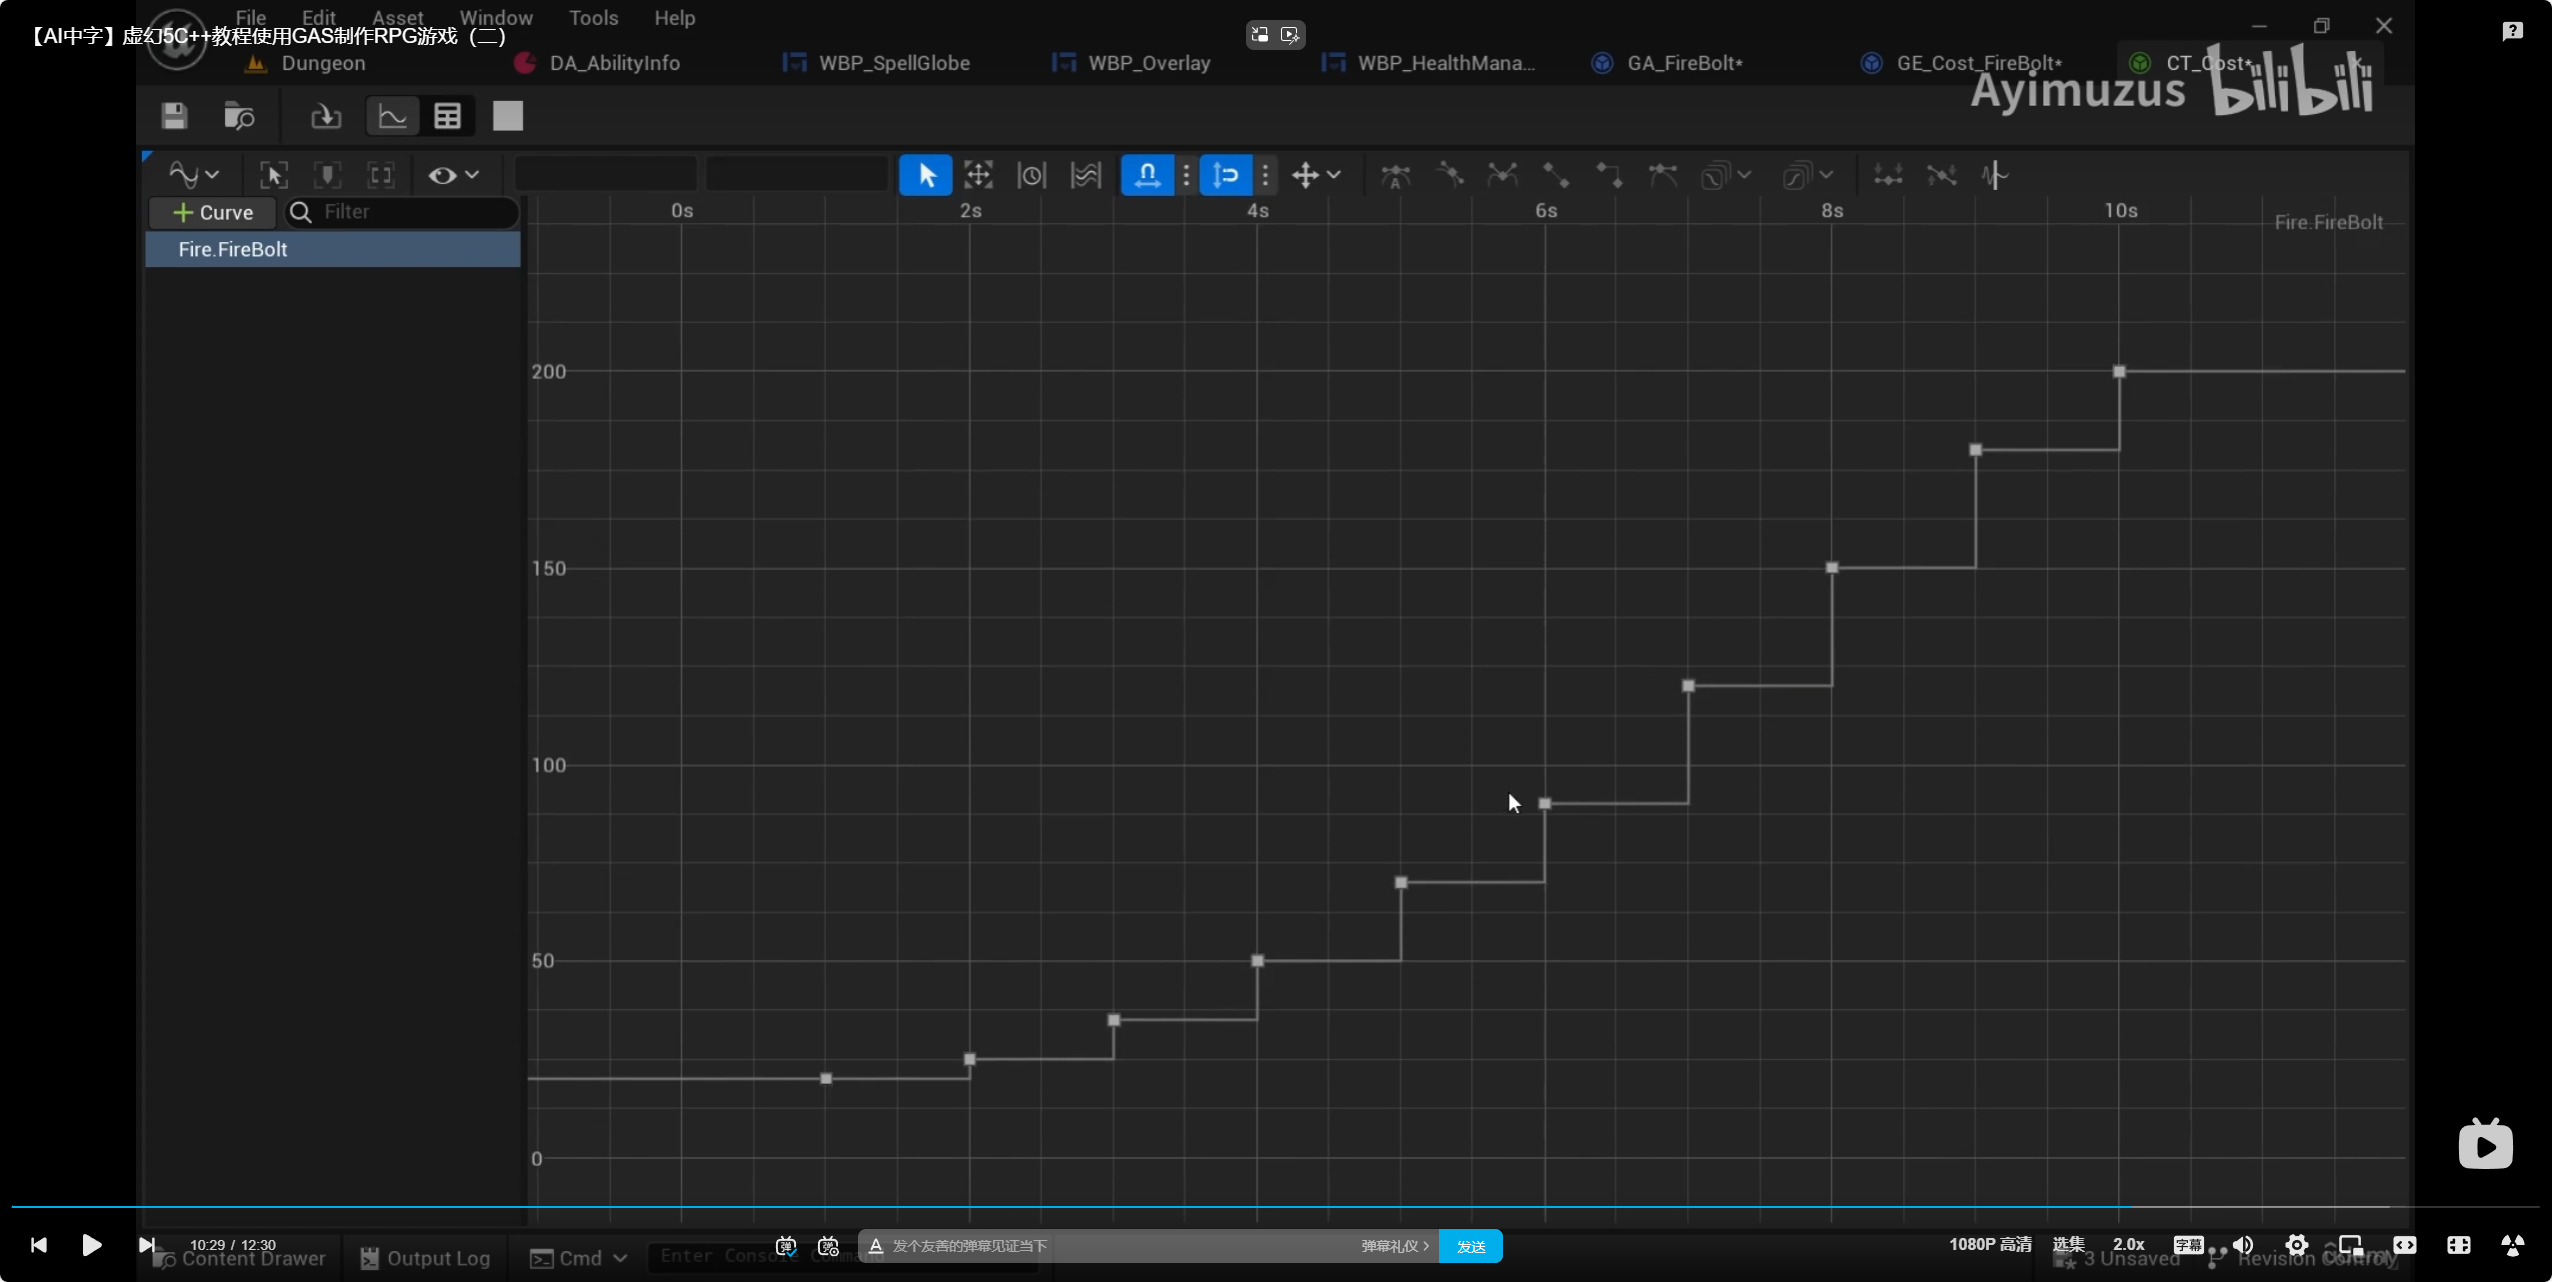 File Edit Asset Window Tools Help
【AI中字】虚幻5C++教程使用GAS制作RPG游戏（二）
Dungeon DA_AbilityInfo WBP_SpellGlobe WBP_Overlay WBP_HealthMana... GA_FireBolt* GE_Cost_FireBolt* CT_Cost*
Ayimuzus bilibili
+ Curve Filter
0s 2s 4s 6s 8s 10s
Fire.FireBolt
Fire.FireBolt
200
150
100
50
0
10:29 / 12:30
发个友善的弹幕见证当下
弹幕礼仪 >
发送
1080P 高清 选集 2.0x 字幕
Content Drawer Output Log Cmd Enter Console Command
3 Unsaved Revision Control